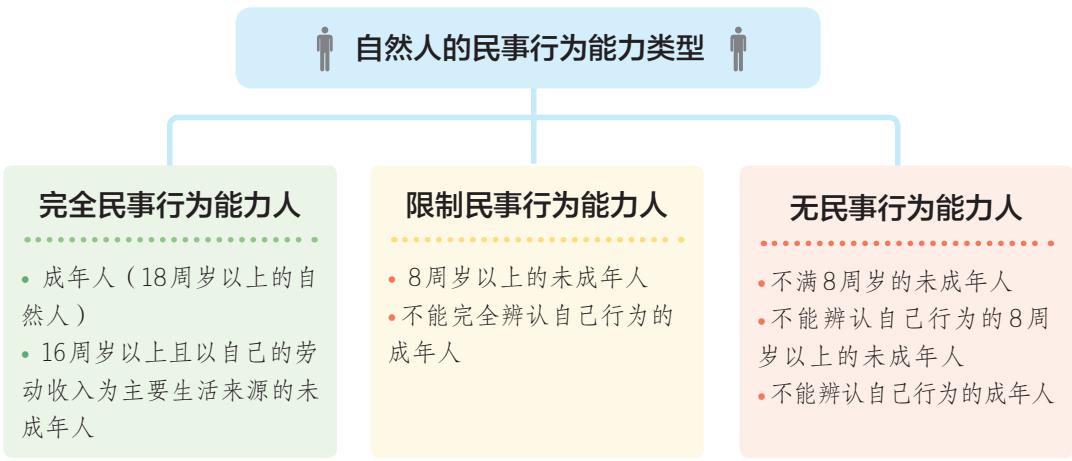 自然人的民事行为能力类型
完全民事行为能力人
• 成年人（18周岁以上的自
然人）
• 16周岁以上且以自己的劳
动收入为主要生活来源的未
成年人
限制民事行为能力人
• 8周岁以上的未成年人
•不能完全辨认自己行为的
成年人
无民事行为能力人
•不满8周岁的未成年人
•不能辨认自己行为的8周
岁以上的未成年人
•不能辨认自己行为的成年人